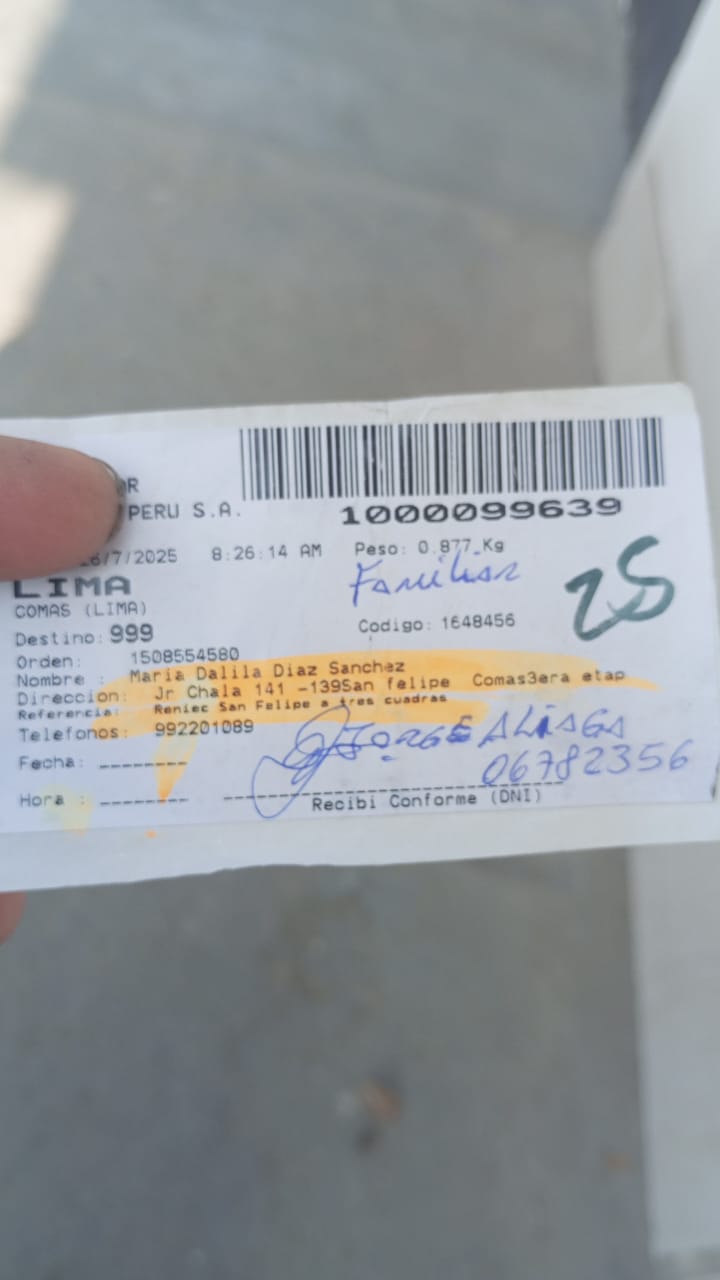 PERU S.A.
1000099639
/7/2025 8:26:14 AM Peso: 0.877 Kg
LIMA
Familiar
25
COMAS (LIMA)
Destino: 999
Codigo: 1648456
Orden: 1508554580
Nombre : Maria Dalila Diaz Sanchez
Direccion: Jr Chala 141 -139San felipe Comas3era etap
Referencia: Reniec San Felipe a tres cuadras
Telefonos: 992201089
JORGE ALIAGA
06782356
Fecha: --------
Hora : --------
Recibi Conforme (DNI)